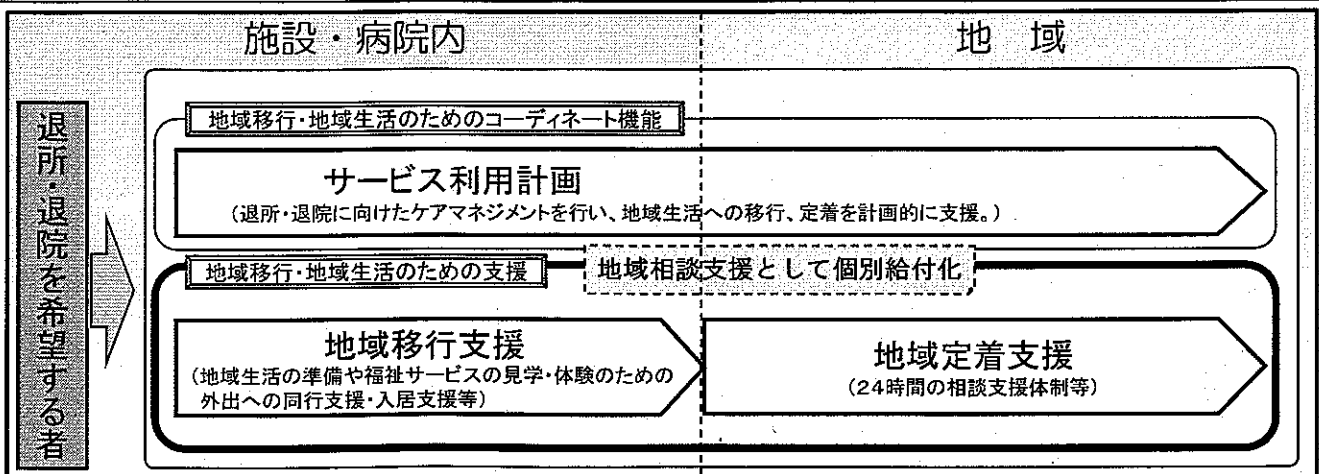 施設・病院内
地 域
退所・退院を希望する者
地域移行・地域生活のためのコーディネート機能
サービス利用計画
(退所・退院に向けたケアマネジメントを行い、地域生活への移行、定着を計画的に支援。)
地域移行・地域生活のための支援
地域相談支援として個別給付化
地域移行支援
(地域生活の準備や福祉サービスの見学・体験のための
外出への同行支援・入居支援等)
地域定着支援
(24時間の相談支援体制等)